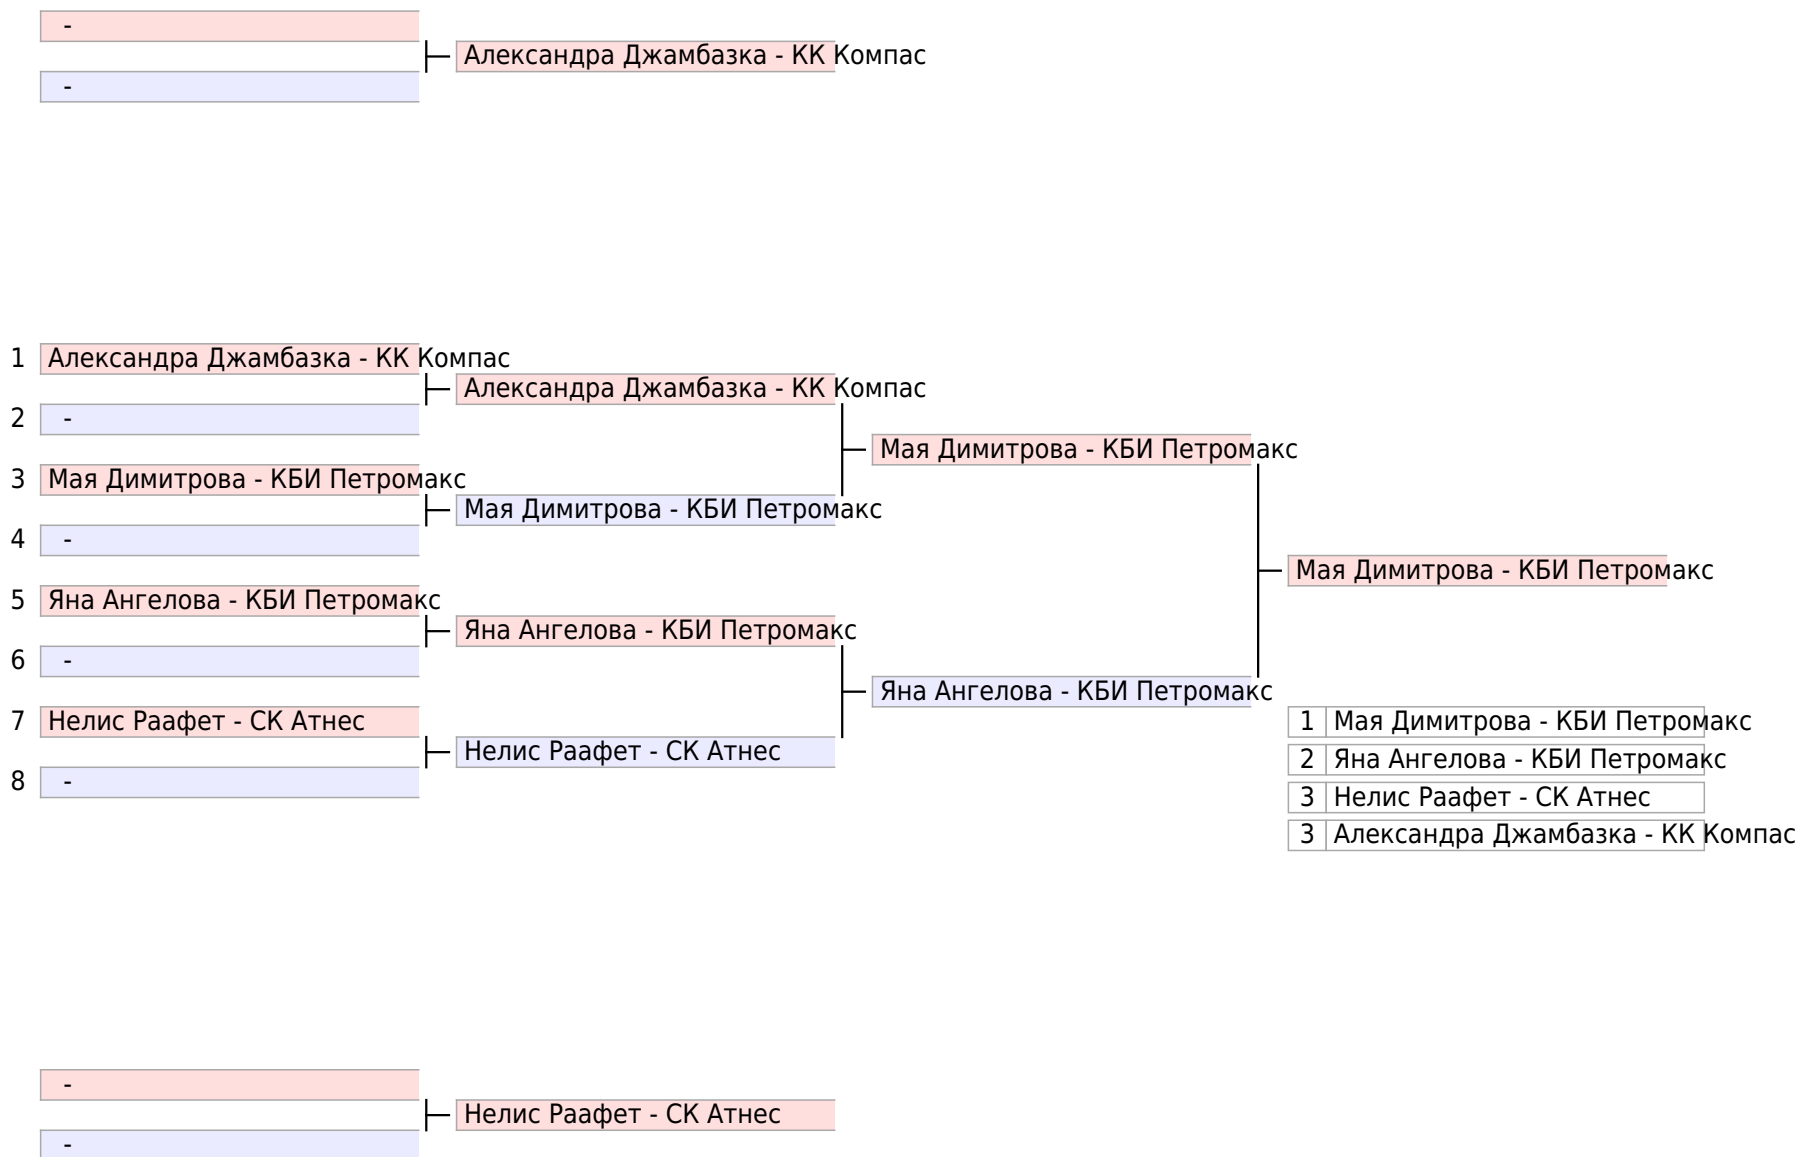 -
Александра Джамбазка - КК Компас
-
1 Александра Джамбазка - КК Компас
Александра Джамбазка - КК Компас
2 -
Мая Димитрова - КБИ Петромакс
3 Мая Димитрова - КБИ Петромакс
Мая Димитрова - КБИ Петромакс
4 -
Мая Димитрова - КБИ Петромакс
5 Яна Ангелова - КБИ Петромакс
Яна Ангелова - КБИ Петромакс
6 -
Яна Ангелова - КБИ Петромакс
7 Нелис Раафет - СК Атнес
Нелис Раафет - СК Атнес
8 -
1 Мая Димитрова - КБИ Петромакс
2 Яна Ангелова - КБИ Петромакс
3 Нелис Раафет - СК Атнес
3 Александра Джамбазка - КК Компас
-
Нелис Раафет - СК Атнес
-